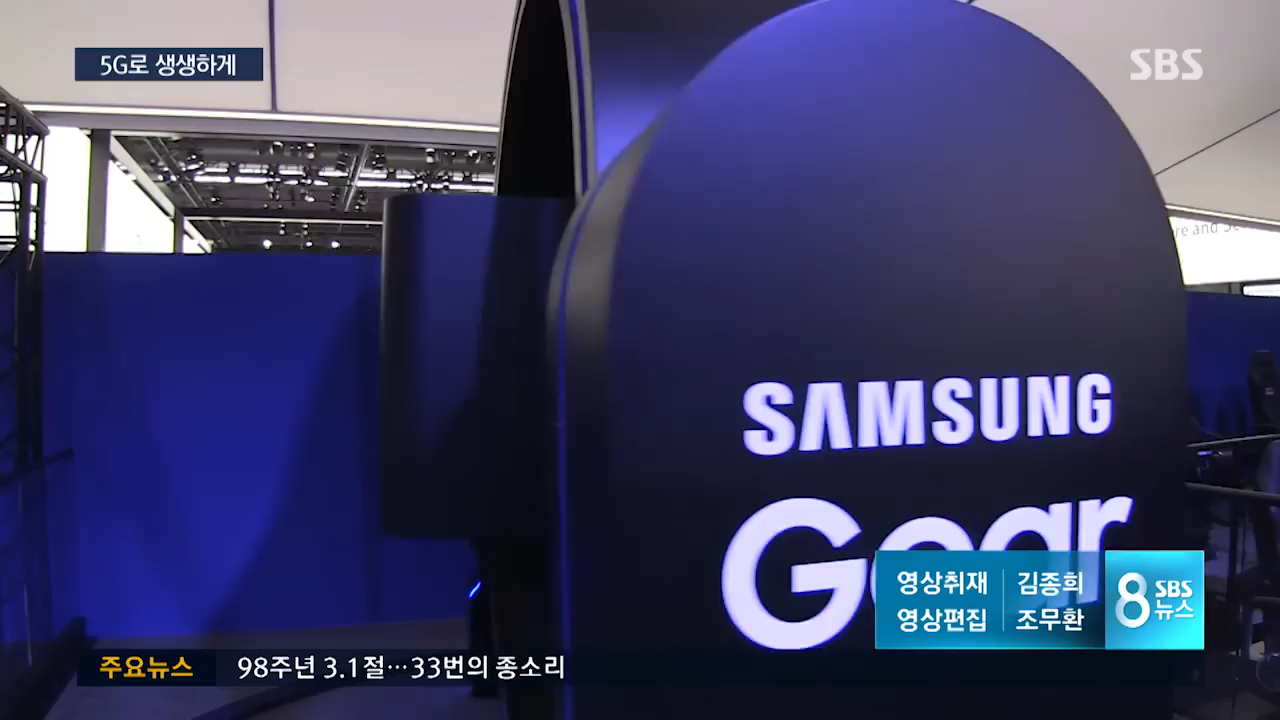 5G로 생생하게
SBS
re and
SAMSUNG
Gear
영상취재 김종희
영상편집 조무환
8 SBS 뉴스
주요뉴스 98주년 3.1절…33번의 종소리